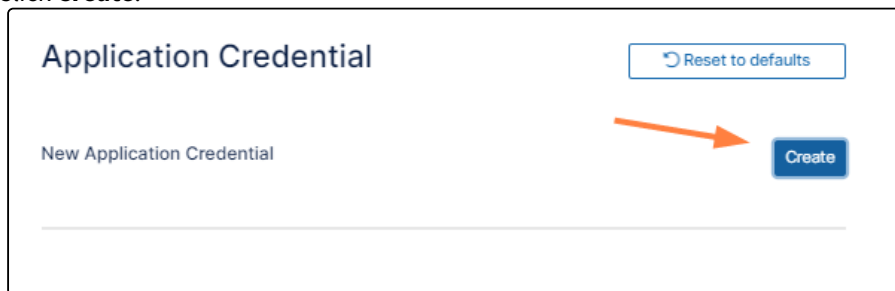 Application Credential
Reset to defaults
New Application Credential
Create